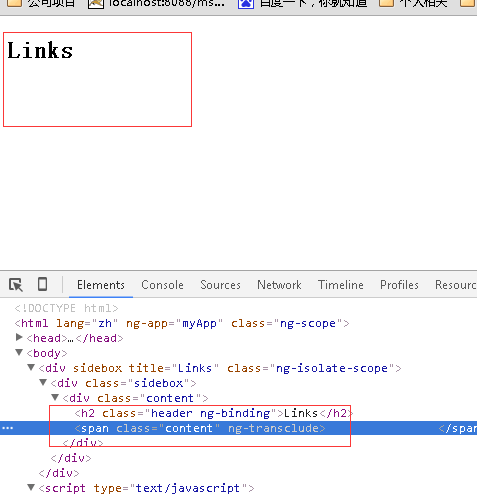 公司项目 localhost:8088/ms... 百度一下，你就知道 个人相关
Links
Elements Console Sources Network Timeline Profiles Resourc
<!DOCTYPE html>
<html lang="zh" ng-app="myApp" class="ng-scope">
<head>…</head>
<body>
<div sidebox title="Links" class="ng-isolate-scope">
<div class="sidebox">
<div class="content">
<h2 class="header ng-binding">Links</h2>
... <span class="content" ng-transclude> </span
</div>
</div>
</div>
<script type="text/javascript">